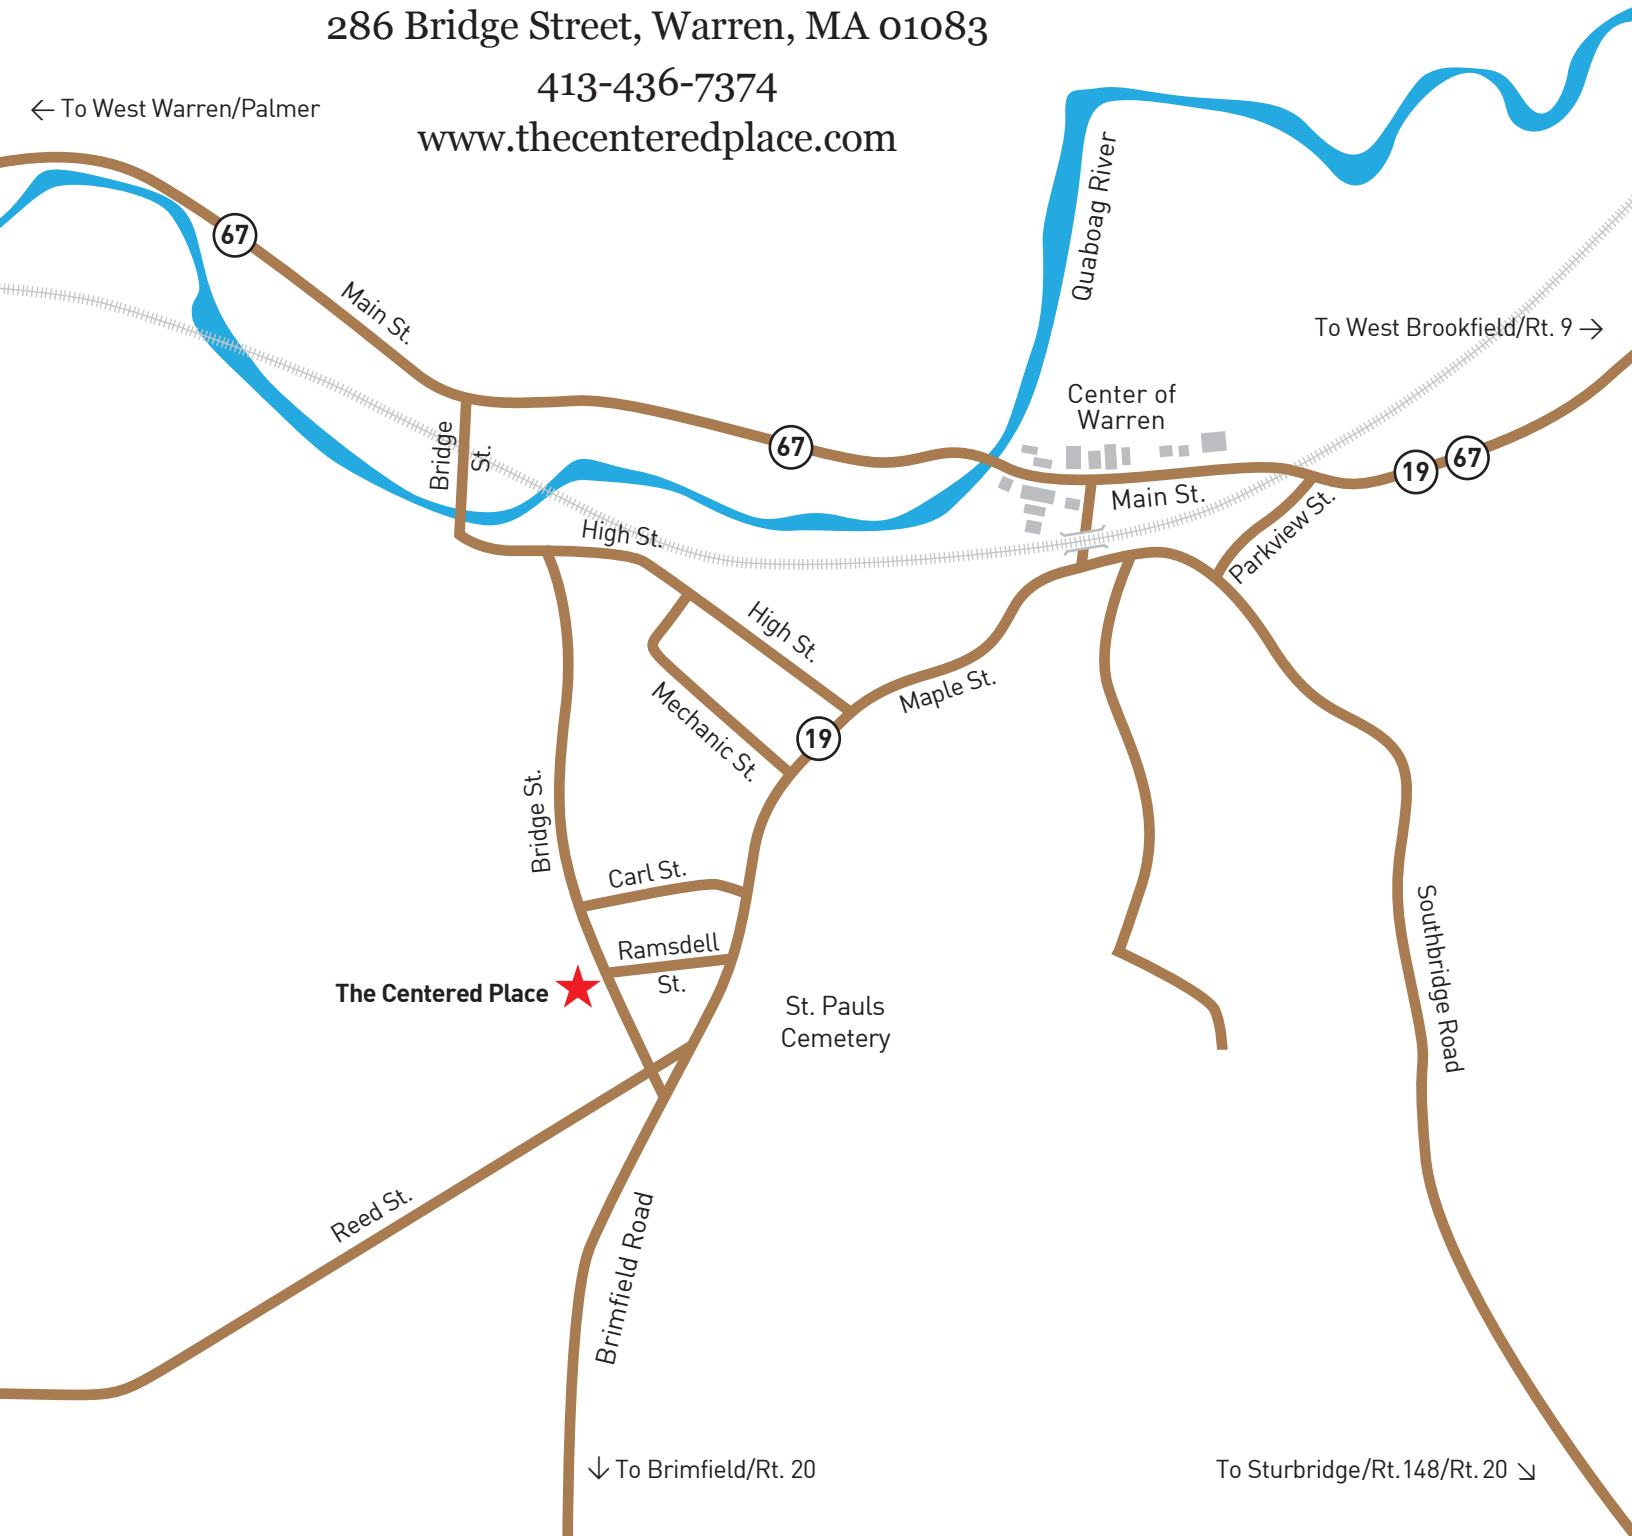 286 Bridge Street, Warren, MA 01083
413-436-7374
www.thecenteredplace.com
← To West Warren/Palmer
67
Main St.
Quaboag River
To West Brookfield/Rt. 9 →
Center of
Warren
Bridge
St.
67
19
67
Main St.
Parkview St.
High St.
High St.
Mechanic St.
Maple St.
19
Bridge St.
Carl St.
Ramsdell
St.
The Centered Place
St. Pauls
Cemetery
Southbridge Road
Reed St.
Brimfield Road
↓ To Brimfield/Rt. 20
To Sturbridge/Rt.148/Rt.20 ↘